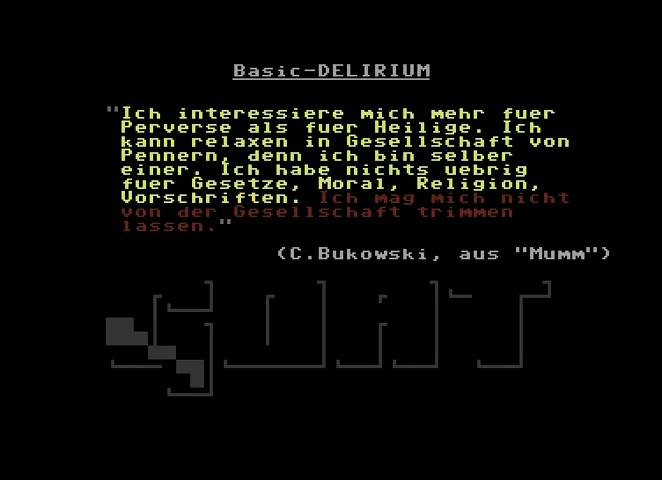 Basic-DELIRIUM
"Ich interessiere mich mehr fuer
Perverse als fuer Heilige. Ich
kann relaxen in Gesellschaft von
Pennern, denn ich bin selber
einer. Ich habe nichts uebrig
fuer Gesetze, Moral, Religion,
Vorschriften. Ich mag mich nicht
von der Gesellschaft trimmen
lassen."
(C.Bukowski, aus "Mumm")